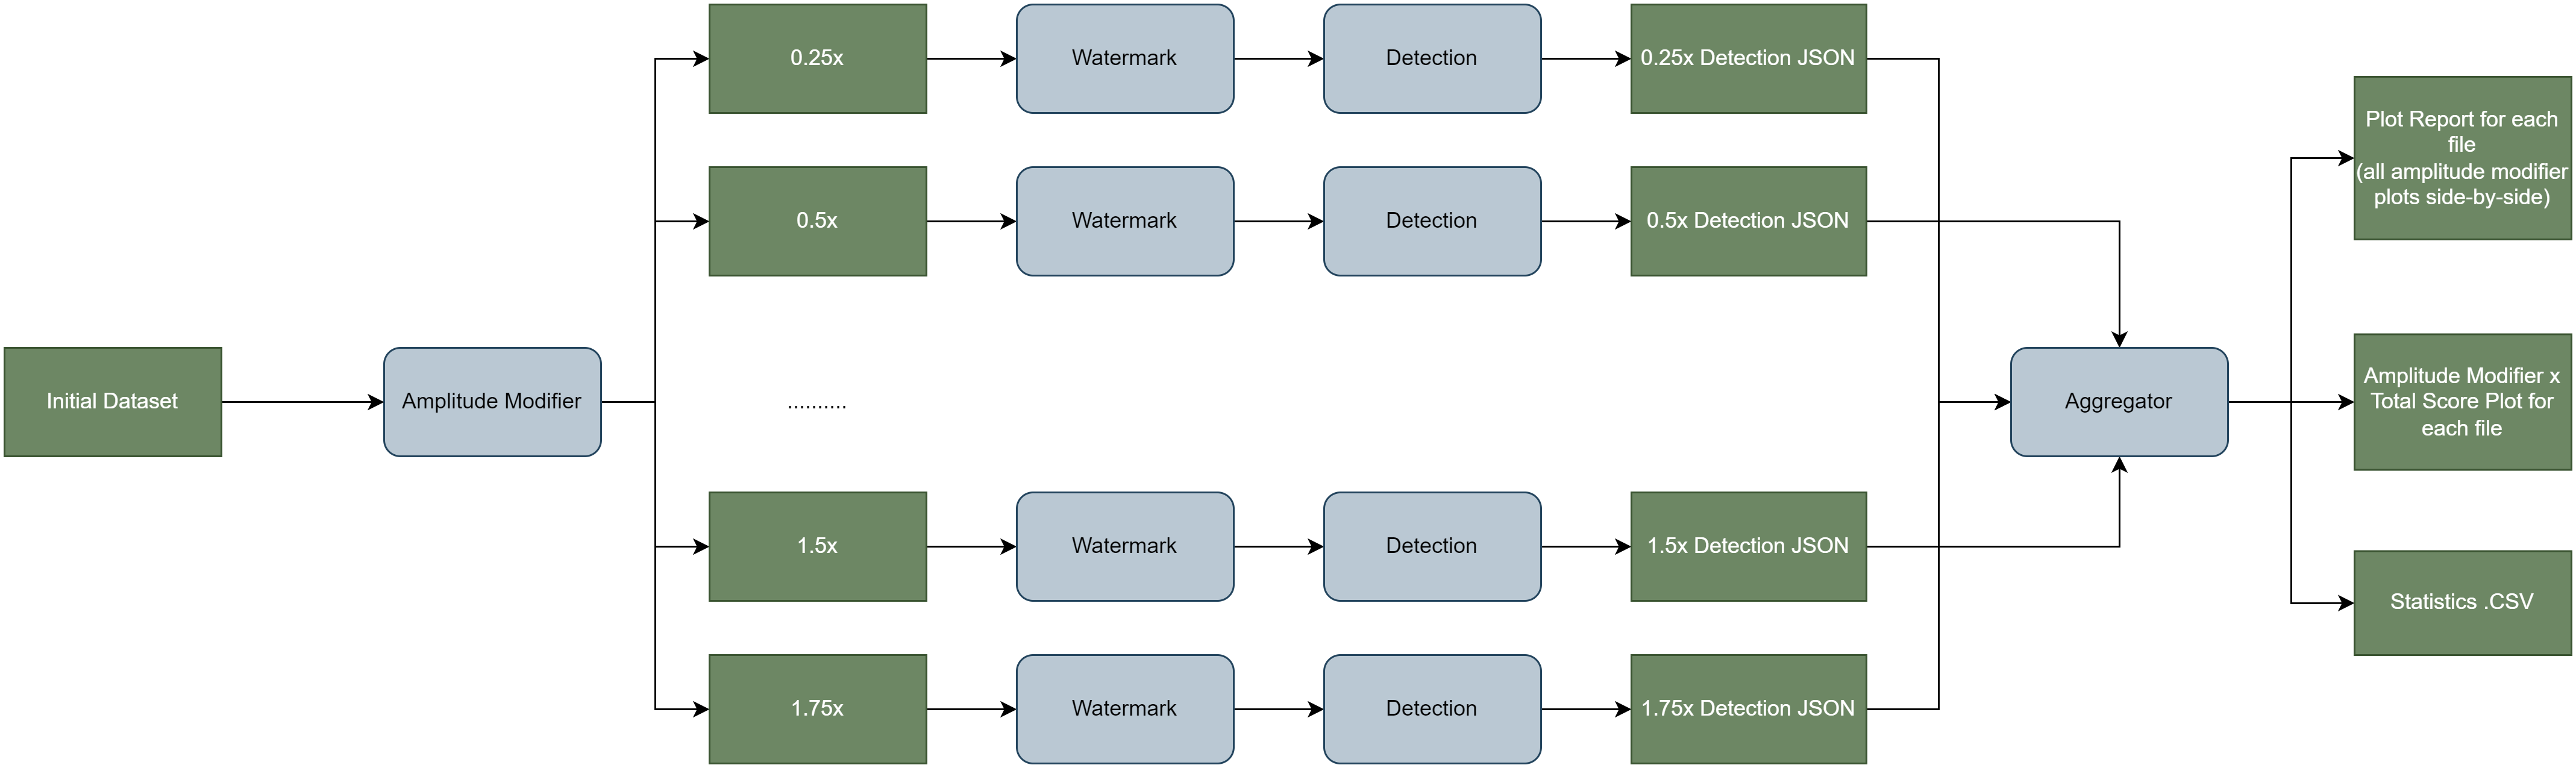 0.25x
Watermark
Detection
0.25x Detection JSON
Plot Report for each
file
(all amplitude modifier
plots side-by-side)
0.5x
Watermark
Detection
0.5x Detection JSON
Initial Dataset
Amplitude Modifier
..........
Aggregator
Amplitude Modifier x
Total Score Plot for
each file
1.5x
Watermark
Detection
1.5x Detection JSON
Statistics .CSV
1.75x
Watermark
Detection
1.75x Detection JSON